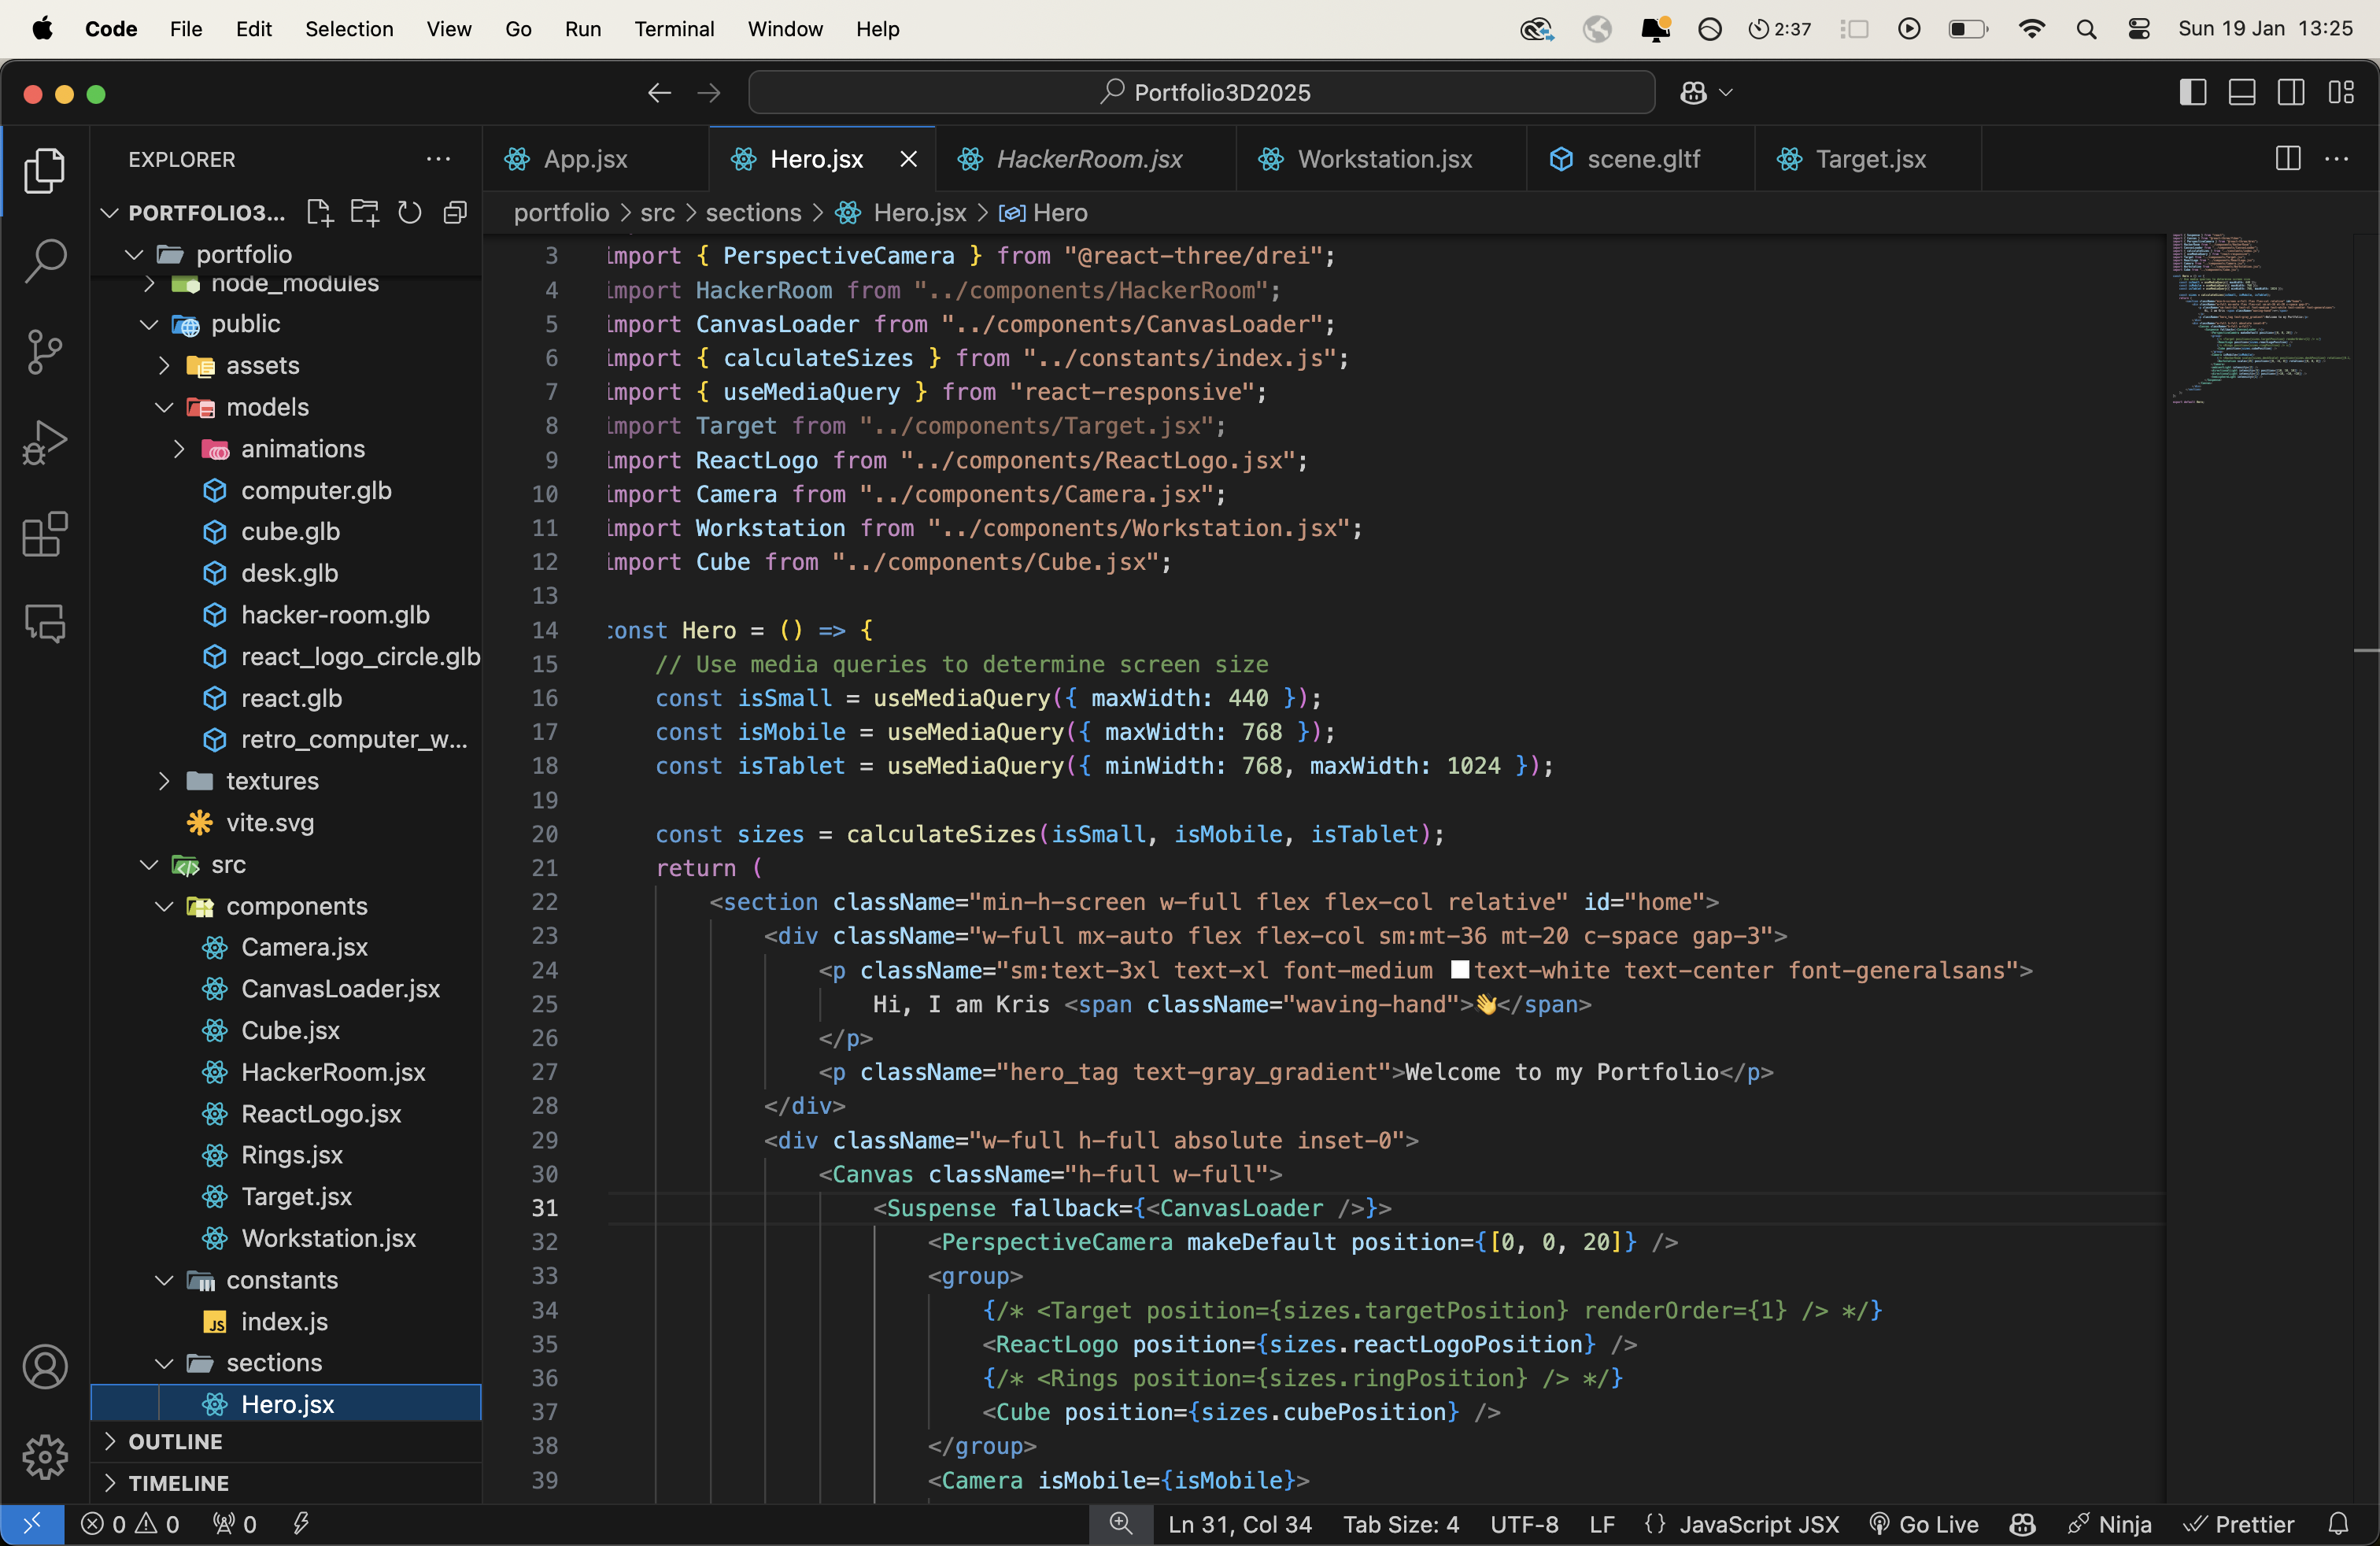 Code File Edit Selection View Go Run Terminal Window Help 2:37 Sun 19 Jan 13:25
Portfolio3D2025
EXPLORER
App.jsx Hero.jsx HackerRoom.jsx Workstation.jsx scene.gltf Target.jsx
PORTFOLIO3...
portfolio > src > sections > Hero.jsx > Hero
portfolio
node_modules
public
assets
models
animations
computer.glb
cube.glb
desk.glb
hacker-room.glb
react_logo_circle.glb
react.glb
retro_computer_w...
textures
vite.svg
src
components
Camera.jsx
CanvasLoader.jsx
Cube.jsx
HackerRoom.jsx
ReactLogo.jsx
Rings.jsx
Target.jsx
Workstation.jsx
constants
index.js
sections
Hero.jsx
OUTLINE
TIMELINE
3 import { PerspectiveCamera } from "@react-three/drei";
4 import HackerRoom from "../components/HackerRoom";
5 import CanvasLoader from "../components/CanvasLoader";
6 import { calculateSizes } from "../constants/index.js";
7 import { useMediaQuery } from "react-responsive";
8 import Target from "../components/Target.jsx";
9 import ReactLogo from "../components/ReactLogo.jsx";
10 import Camera from "../components/Camera.jsx";
11 import Workstation from "../components/Workstation.jsx";
12 import Cube from "../components/Cube.jsx";
13
14 const Hero = () => {
15 // Use media queries to determine screen size
16 const isSmall = useMediaQuery({ maxWidth: 440 });
17 const isMobile = useMediaQuery({ maxWidth: 768 });
18 const isTablet = useMediaQuery({ minWidth: 768, maxWidth: 1024 });
19
20 const sizes = calculateSizes(isSmall, isMobile, isTablet);
21 return (
22 <section className="min-h-screen w-full flex flex-col relative" id="home">
23 <div className="w-full mx-auto flex flex-col sm:mt-36 mt-20 c-space gap-3">
24 <p className="sm:text-3xl text-xl font-medium text-white text-center font-generalsans">
25 Hi, I am Kris <span className="waving-hand">👋</span>
26 </p>
27 <p className="hero_tag text-gray_gradient">Welcome to my Portfolio</p>
28 </div>
29 <div className="w-full h-full absolute inset-0">
30 <Canvas className="h-full w-full">
31 <Suspense fallback={<CanvasLoader />}>
32 <PerspectiveCamera makeDefault position={[0, 0, 20]} />
33 <group>
34 {/* <Target position={sizes.targetPosition} renderOrder={1} /> */}
35 <ReactLogo position={sizes.reactLogoPosition} />
36 {/* <Rings position={sizes.ringPosition} /> */}
37 <Cube position={sizes.cubePosition} />
38 </group>
39 <Camera isMobile={isMobile}>
0 0 0 Ln 31, Col 34 Tab Size: 4 UTF-8 LF {} JavaScript JSX Go Live Ninja Prettier